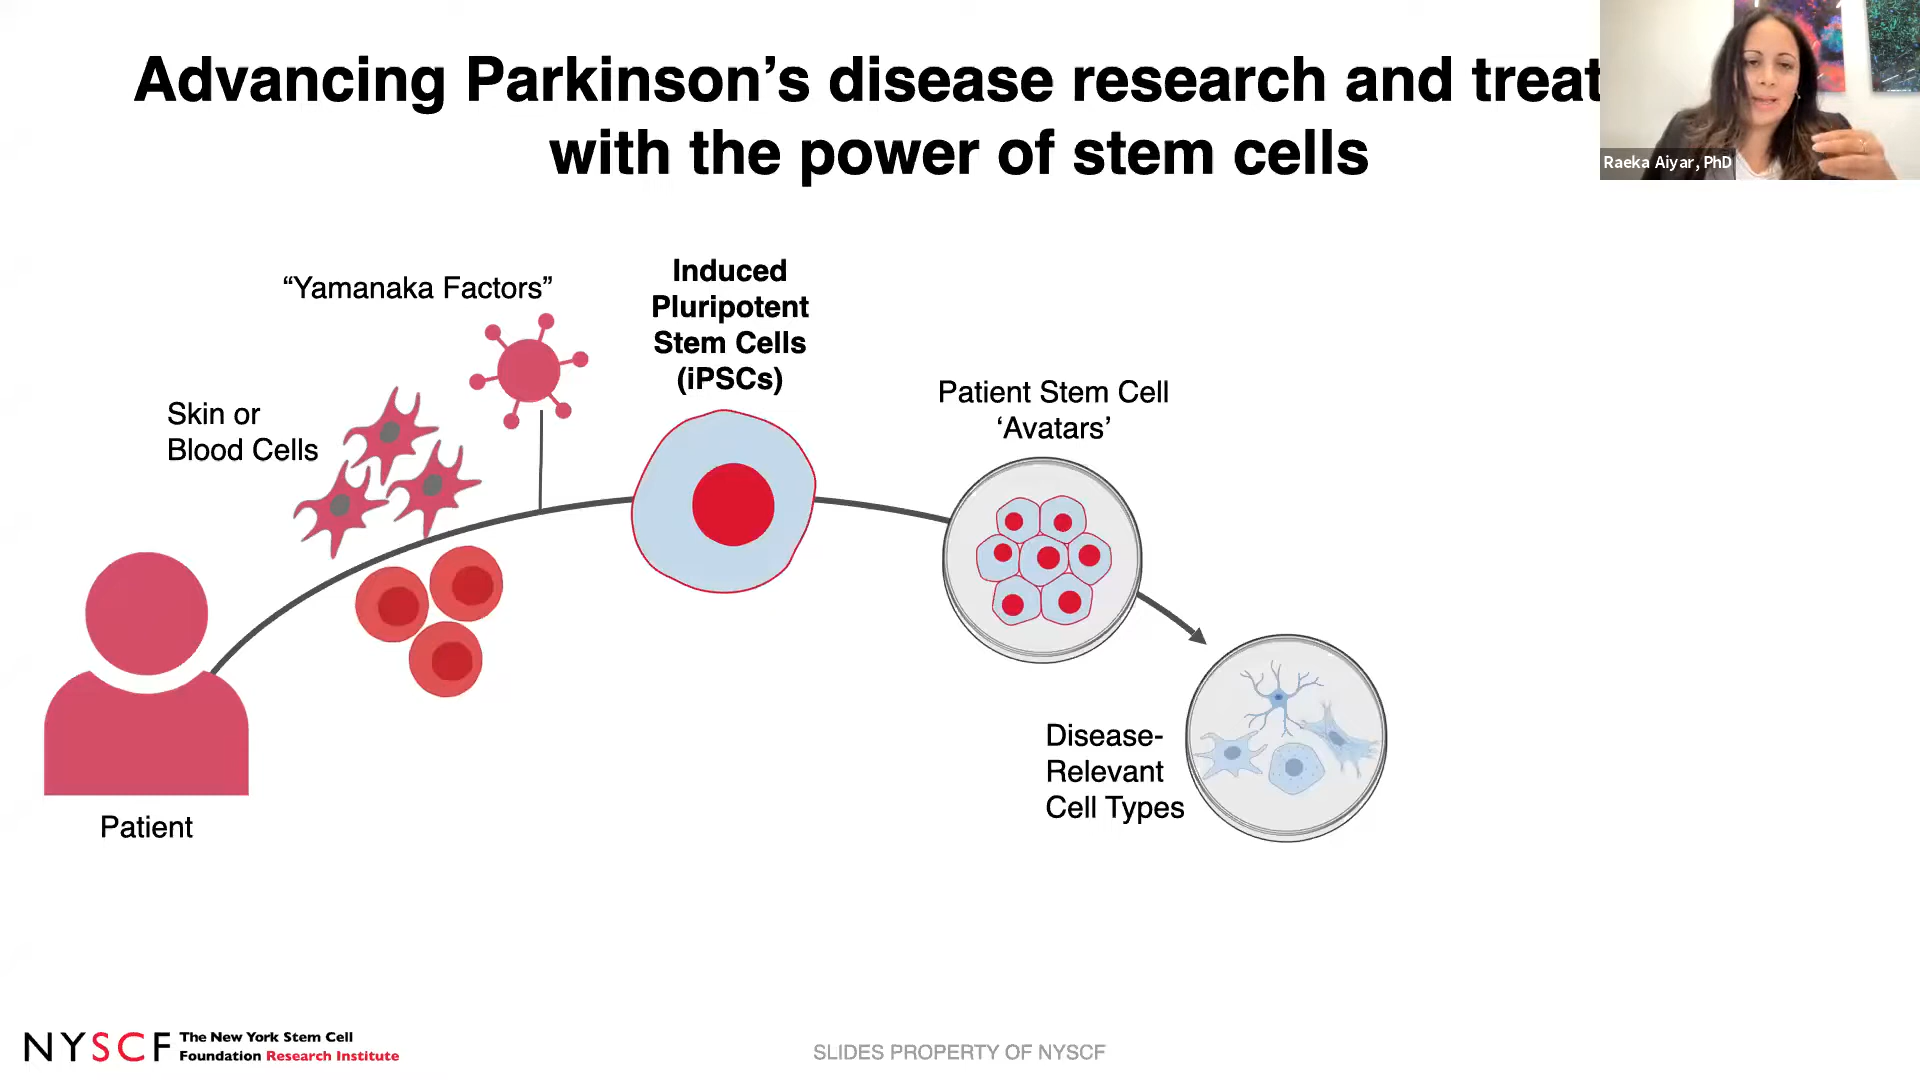 Advancing Parkinson’s disease research and treat
with the power of stem cells
Raeka Aiyar, PhD
“Yamanaka Factors”
Induced
Pluripotent
Stem Cells
(iPSCs)
Skin or
Blood Cells
Patient Stem Cell
‘Avatars’
Disease-
Relevant
Cell Types
Patient
NYSCF
The New York Stem Cell
Foundation Research Institute
SLIDES PROPERTY OF NYSCF